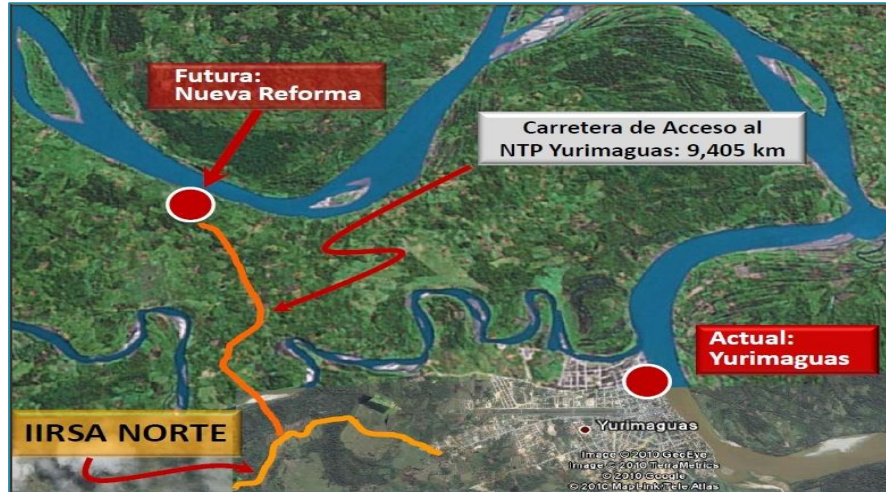 Futura:
Nueva Reforma
Carretera de Acceso al
NTP Yurimaguas: 9,405 km
Actual:
Yurimaguas
IIRSA NORTE
Yurimaguas
Image © 2010 GeoEye
Image © 2010 TerraMetrics
© 2010 Google
© 2010 MapLink/Tele Atlas